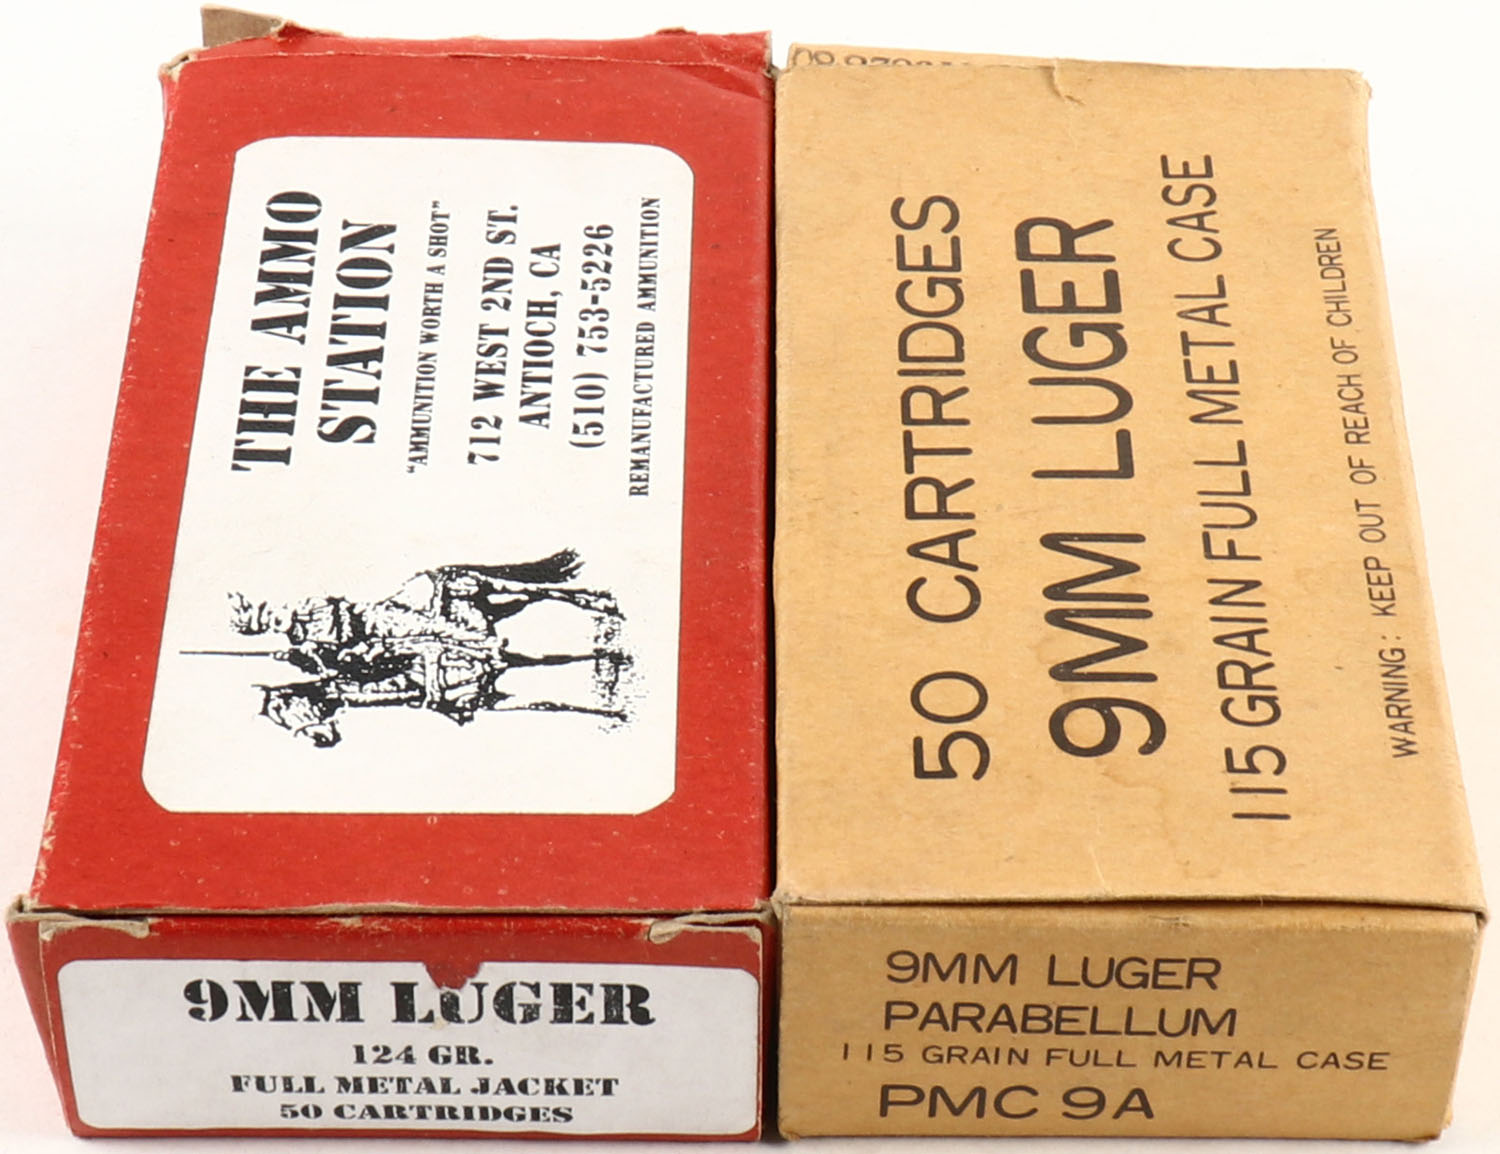 THE AMMO
STATION
"AMMUNITION WORTH A SHOT"
712 WEST 2ND ST.
ANTIOCH, CA
(510) 753-5226
REMANUFACTURED AMMUNITION
9MM LUGER
124 GR.
FULL METAL JACKET
50 CARTRIDGES
50 CARTRIDGES
9MM LUGER
115 GRAIN FULL METAL CASE
WARNING: KEEP OUT OF REACH OF CHILDREN
9MM LUGER
PARABELLUM
115 GRAIN FULL METAL CASE
PMC 9A